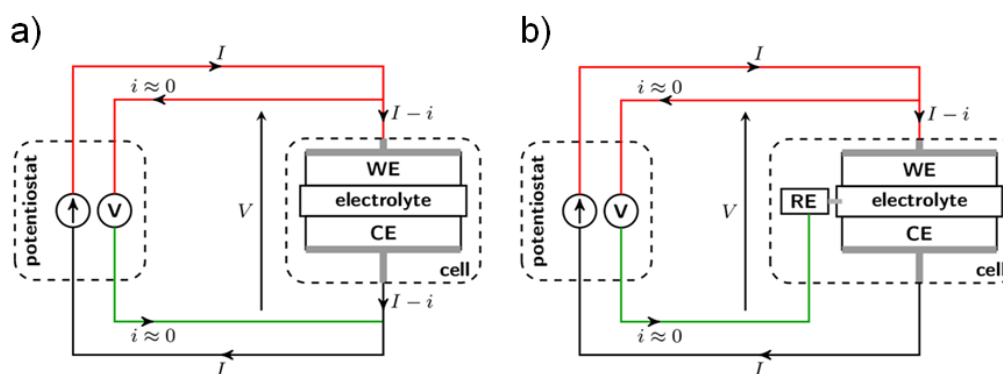 a)
I
i ≈ 0
I − i
potentiostat
V
V
WE
electrolyte
CE
cell
I − i
i ≈ 0
I
b)
I
i ≈ 0
I − i
potentiostat
V
V
WE
RE
electrolyte
CE
cell
i ≈ 0
I